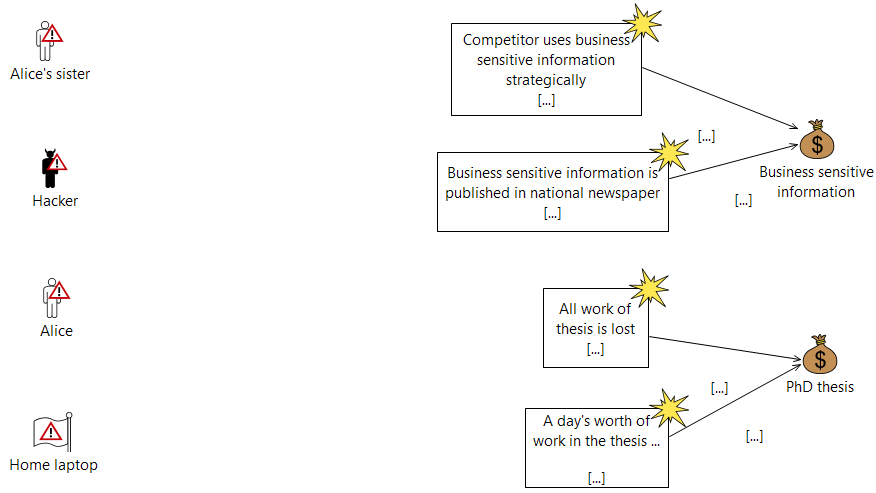 Alice's sister
Competitor uses business
sensitive information
strategically
[...]
[...]
$
Business sensitive
information
Hacker
Business sensitive information is
published in national newspaper
[...]
[...]
Alice
All work of
thesis is lost
[...]
[...]
$
PhD thesis
Home laptop
A day's worth of
work in the thesis ...
[...]
[...]